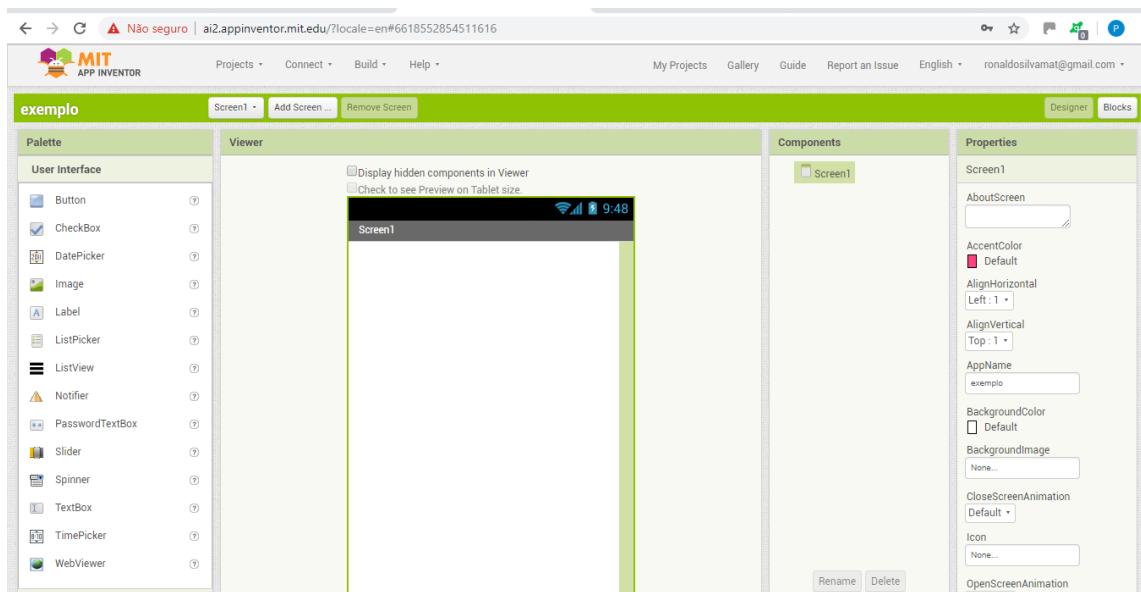 Não seguro | ai2.appinventor.mit.edu/?locale=en#6618552854511616
0
P
MIT
APP INVENTOR
Projects
Connect
Build
Help
My Projects
Gallery
Guide
Report an Issue
English
ronaldosilvamat@gmail.com
exemplo
Screen1
Add Screen ...
Remove Screen
Designer
Blocks
Palette
User Interface
Button
CheckBox
DatePicker
Image
Label
ListPicker
ListView
Notifier
PasswordTextBox
Slider
Spinner
TextBox
TimePicker
WebViewer
Viewer
Display hidden components in Viewer
Check to see Preview on Tablet size.
9:48
Screen1
Components
Screen1
Rename
Delete
Properties
Screen1
AboutScreen
AccentColor
Default
AlignHorizontal
Left : 1
AlignVertical
Top : 1
AppName
exemplo
BackgroundColor
Default
BackgroundImage
None...
CloseScreenAnimation
Default
Icon
None...
OpenScreenAnimation